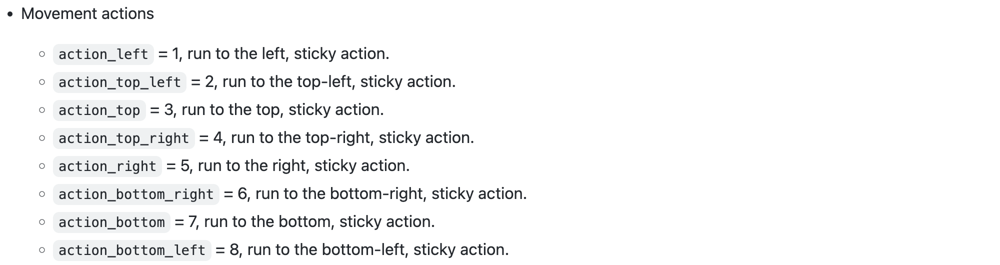 • Movement actions
◦ action_left = 1, run to the left, sticky action.
◦ action_top_left = 2, run to the top-left, sticky action.
◦ action_top = 3, run to the top, sticky action.
◦ action_top_right = 4, run to the top-right, sticky action.
◦ action_right = 5, run to the right, sticky action.
◦ action_bottom_right = 6, run to the bottom-right, sticky action.
◦ action_bottom = 7, run to the bottom, sticky action.
◦ action_bottom_left = 8, run to the bottom-left, sticky action.